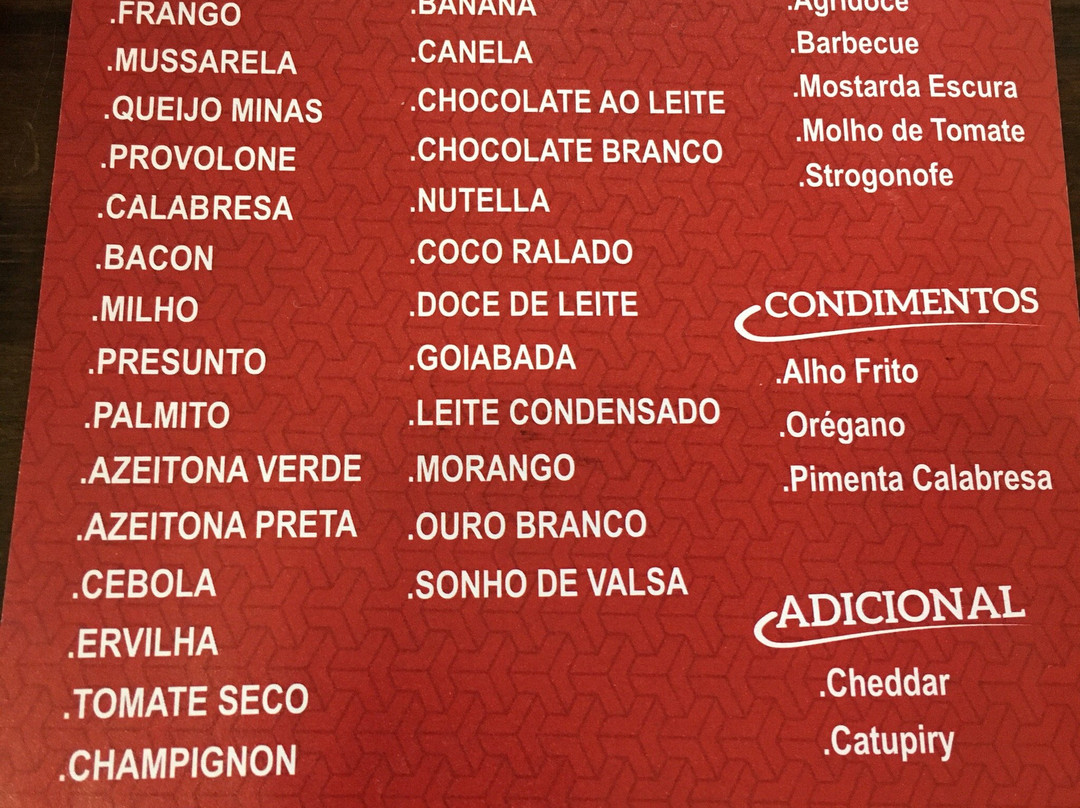 .FRANGO
.MUSSARELA
.QUEIJO MINAS
.PROVOLONE
.CALABRESA
.BACON
.MILHO
.PRESUNTO
.PALMITO
.AZEITONA VERDE
.AZEITONA PRETA
.CEBOLA
.ERVILHA
.TOMATE SECO
.CHAMPIGNON
.BANANA
.CANELA
.CHOCOLATE AO LEITE
.CHOCOLATE BRANCO
.NUTELLA
.COCO RALADO
.DOCE DE LEITE
.GOIABADA
.LEITE CONDENSADO
.MORANGO
.OURO BRANCO
.SONHO DE VALSA
.Agridoce
.Barbecue
.Mostarda Escura
.Molho de Tomate
.Strogonofe
CONDIMENTOS
.Alho Frito
.Orégano
.Pimenta Calabresa
ADICIONAL
.Cheddar
.Catupiry